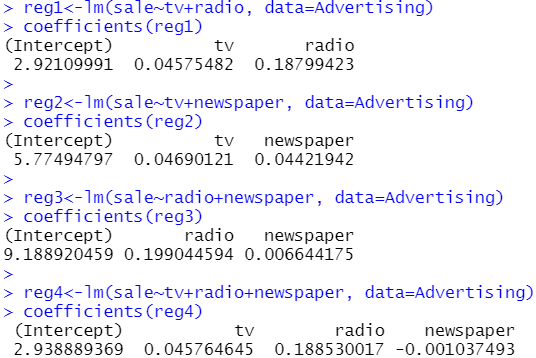 > reg1<-lm(sale~tv+radio, data=Advertising)
> coefficients(reg1)
(Intercept) tv radio
2.92109991 0.04575482 0.18799423
>
> reg2<-lm(sale~tv+newspaper, data=Advertising)
> coefficients(reg2)
(Intercept) tv newspaper
5.77494797 0.04690121 0.04421942
>
> reg3<-lm(sale~radio+newspaper, data=Advertising)
> coefficients(reg3)
(Intercept) radio newspaper
9.188920459 0.199044594 0.006644175
>
> reg4<-lm(sale~tv+radio+newspaper, data=Advertising)
> coefficients(reg4)
(Intercept) tv radio newspaper
2.938889369 0.045764645 0.188530017 -0.001037493